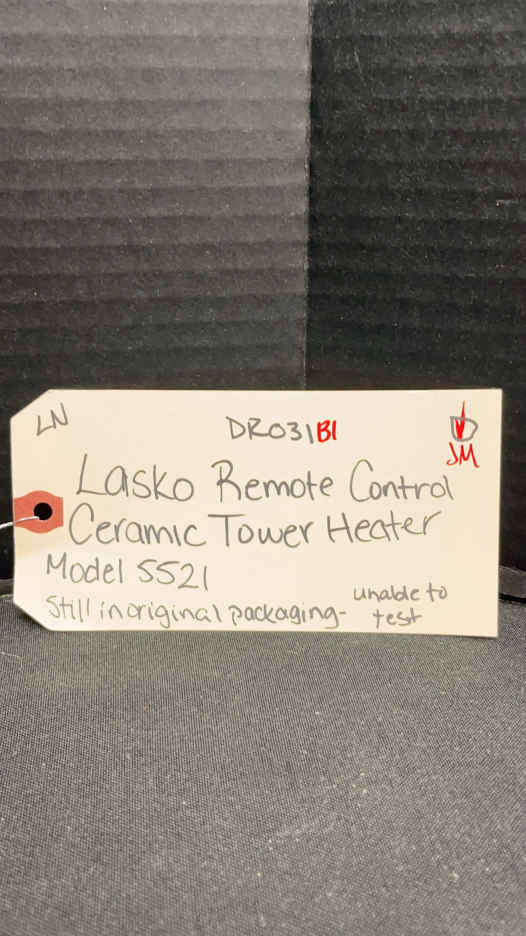 LN
DR031B1
JM
Lasko Remote Control
Ceramic Tower Heater
Model 5521
Still in original packaging- unable to
test